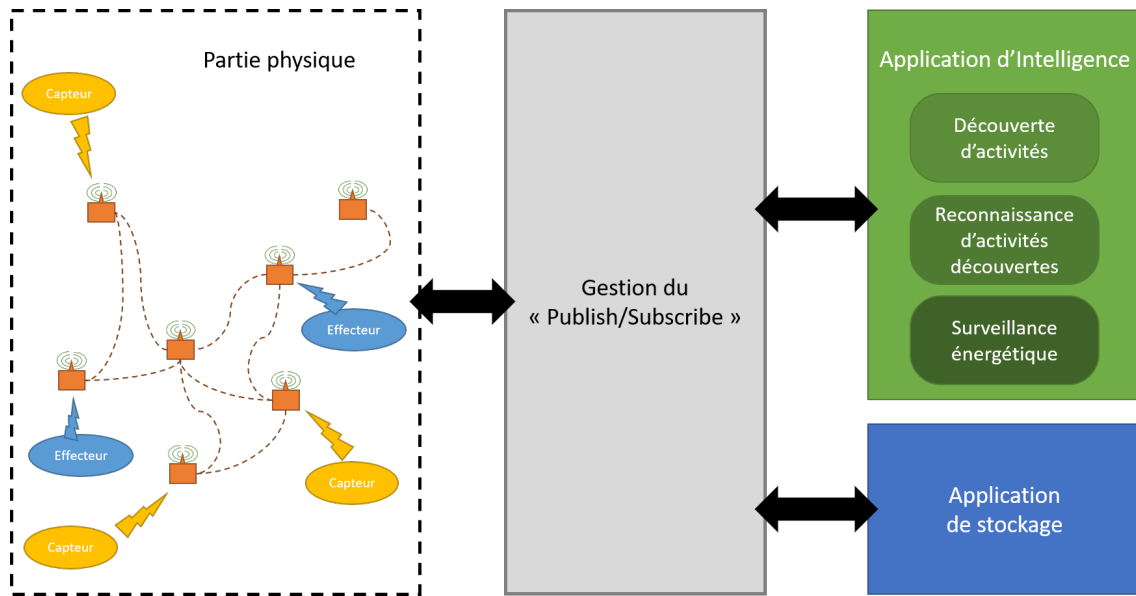 Partie physique
Capteur
Effecteur
Effecteur
Capteur
Capteur
Gestion du
« Publish/Subscribe »
Application d’Intelligence
Découverte
d’activités
Reconnaissance
d’activités
découvertes
Surveillance
énergétique
Application
de stockage